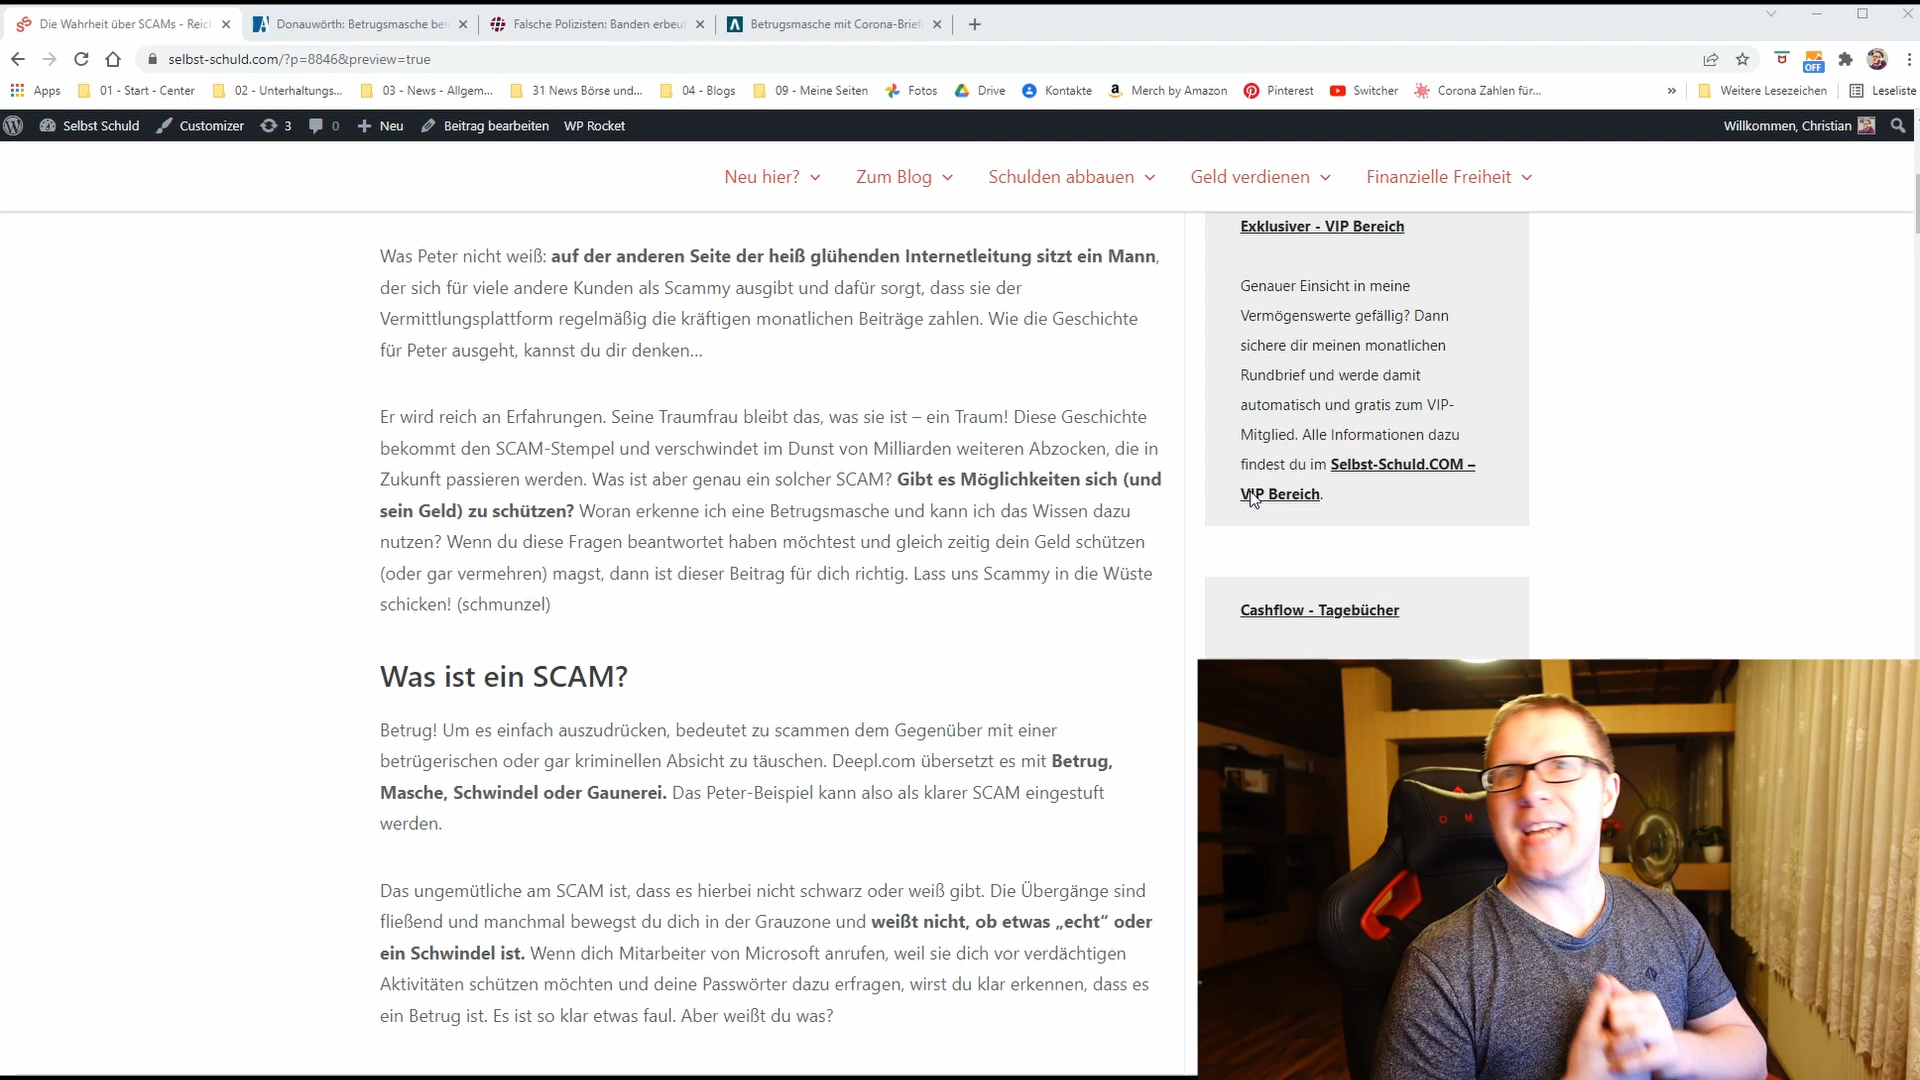 Die Wahrheit über SCAMs - Reich
Donauwörth: Betrugsmasche be
Falsche Polizisten: Banden erbeu
Betrugsmasche mit Corona-Brief
selbst-schuld.com/?p=8846&preview=true
Apps
01 - Start - Center
02 - Unterhaltungs...
03 - News - Allgem...
31 News Börse und...
04 - Blogs
09 - Meine Seiten
Fotos
Drive
Kontakte
Merch by Amazon
Pinterest
Switcher
Corona Zahlen für...
»
Weitere Lesezeichen
Leseliste
OFF
Selbst Schuld
Customizer
3
0
Neu
Beitrag bearbeiten
WP Rocket
Willkommen, Christian
Neu hier?
Zum Blog
Schulden abbauen
Geld verdienen
Finanzielle Freiheit
Was Peter nicht weiß: auf der anderen Seite der heiß glühenden Internetleitung sitzt ein Mann,
der sich für viele andere Kunden als Scammy ausgibt und dafür sorgt, dass sie der
Vermittlungsplattform regelmäßig die kräftigen monatlichen Beiträge zahlen. Wie die Geschichte
für Peter ausgeht, kannst du dir denken...
Er wird reich an Erfahrungen. Seine Traumfrau bleibt das, was sie ist – ein Traum! Diese Geschichte
bekommt den SCAM-Stempel und verschwindet im Dunst von Milliarden weiteren Abzocken, die in
Zukunft passieren werden. Was ist aber genau ein solcher SCAM? Gibt es Möglichkeiten sich (und
sein Geld) zu schützen? Woran erkenne ich eine Betrugsmasche und kann ich das Wissen dazu
nutzen? Wenn du diese Fragen beantwortet haben möchtest und gleich zeitig dein Geld schützen
(oder gar vermehren) magst, dann ist dieser Beitrag für dich richtig. Lass uns Scammy in die Wüste
schicken! (schmunzel)
Was ist ein SCAM?
Betrug! Um es einfach auszudrücken, bedeutet zu scammen dem Gegenüber mit einer
betrügerischen oder gar kriminellen Absicht zu täuschen. Deepl.com übersetzt es mit Betrug,
Masche, Schwindel oder Gaunerei. Das Peter-Beispiel kann also als klarer SCAM eingestuft
werden.
Das ungemütliche am SCAM ist, dass es hierbei nicht schwarz oder weiß gibt. Die Übergänge sind
fließend und manchmal bewegst du dich in der Grauzone und weißt nicht, ob etwas „echt“ oder
ein Schwindel ist. Wenn dich Mitarbeiter von Microsoft anrufen, weil sie dich vor verdächtigen
Aktivitäten schützen möchten und deine Passwörter dazu erfragen, wirst du klar erkennen, dass es
ein Betrug ist. Es ist so klar etwas faul. Aber weißt du was?
Exklusiver - VIP Bereich
Genauer Einsicht in meine
Vermögenswerte gefällig? Dann
sichere dir meinen monatlichen
Rundbrief und werde damit
automatisch und gratis zum VIP-
Mitglied. Alle Informationen dazu
findest du im Selbst-Schuld.COM –
VIP Bereich.
Cashflow - Tagebücher
O M